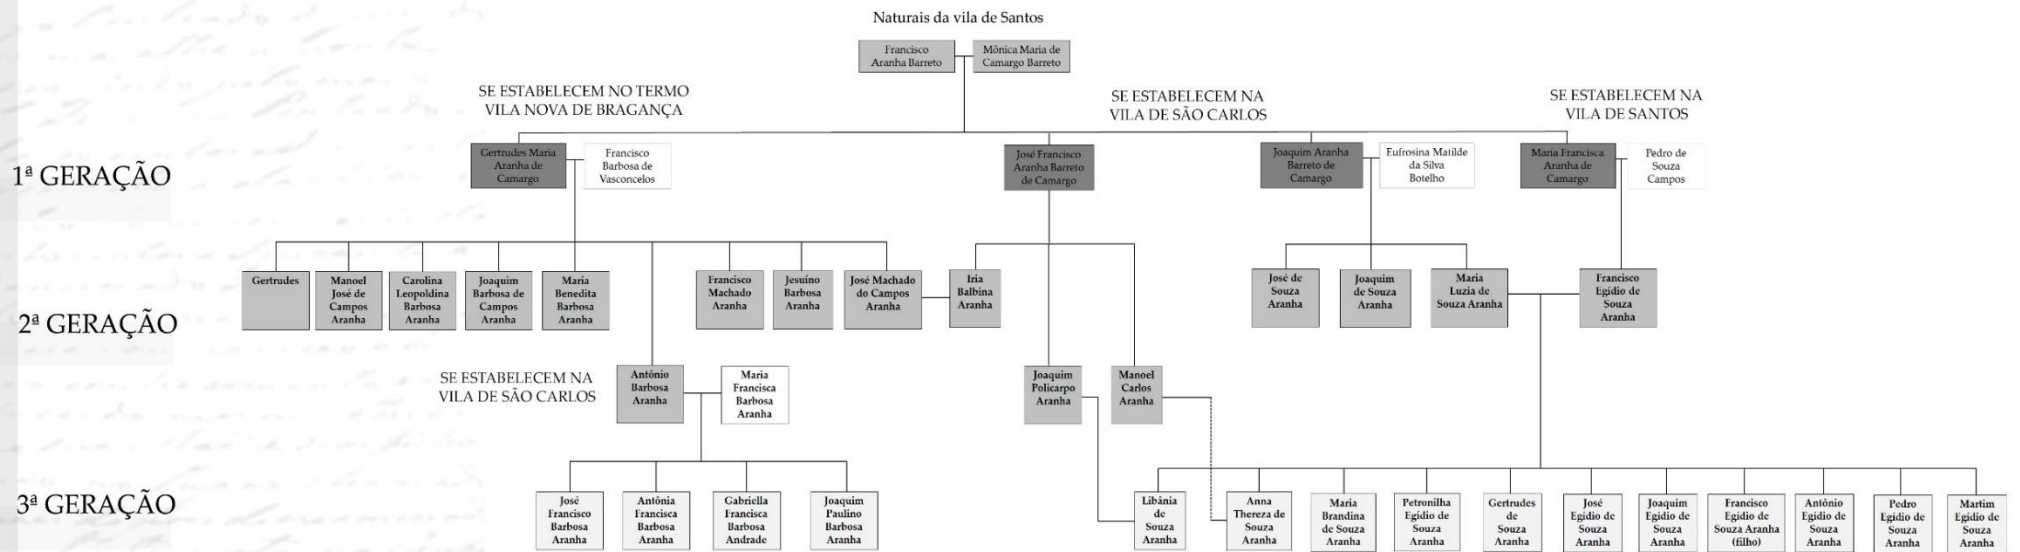 Naturais da vila de Santos
Francisco
Aranha Barreto
Mônica Maria de
Camargo Barreto
SE ESTABELECEM NO TERMO
VILA NOVA DE BRAGANÇA
SE ESTABELECEM NA
VILA DE SÃO CARLOS
SE ESTABELECEM NA
VILA DE SANTOS
1ª GERAÇÃO
Gertrudes Maria
Aranha de
Camargo
Francisco
Barbosa de
Vasconcelos
José Francisco
Aranha Barreto
de Camargo
Joaquim Aranha
Barreto de
Camargo
Eufrosina Matilde
da Silva
Botelho
Maria Francisca
Aranha de
Camargo
Pedro de
Souza
Campos
2ª GERAÇÃO
Gertrudes
Manoel
José de
Campos
Aranha
Carolina
Leopoldina
Barbosa
Aranha
Joaquim
Barbosa de
Campos
Aranha
Maria
Benedita
Barbosa
Aranha
Francisco
Machado
Aranha
Jesuíno
Barbosa
Aranha
José Machado
do Campos
Aranha
Iria
Balbina
Aranha
José de
Souza
Aranha
Joaquim
de Souza
Aranha
Maria
Luzia de
Souza Aranha
Francisco
Egídio de
Souza
Aranha
SE ESTABELECEM NA
VILA DE SÃO CARLOS
Antônio
Barbosa
Aranha
Maria
Francisca
Barbosa
Aranha
Joaquim
Policarpo
Aranha
Manoel
Carlos
Aranha
3ª GERAÇÃO
José
Francisco
Barbosa
Aranha
Antônia
Francisca
Barbosa
Aranha
Gabriella
Francisca
Barbosa
Andrade
Joaquim
Paulino
Barbosa
Aranha
Libânia
de
Souza
Aranha
Anna
Thereza de
Souza
Aranha
Maria
Brandina
de Souza
Aranha
Petronilha
Egídio de
Souza
Aranha
Gertrudes
de
Souza
Aranha
José
Egídio de
Souza
Aranha
Joaquim
Egídio de
Souza
Aranha
Francisco
Egídio de
Souza Aranha
(filho)
Antônio
Egídio de
Souza
Aranha
Pedro
Egídio de
Souza
Aranha
Martim
Egídio de
Souza
Aranha